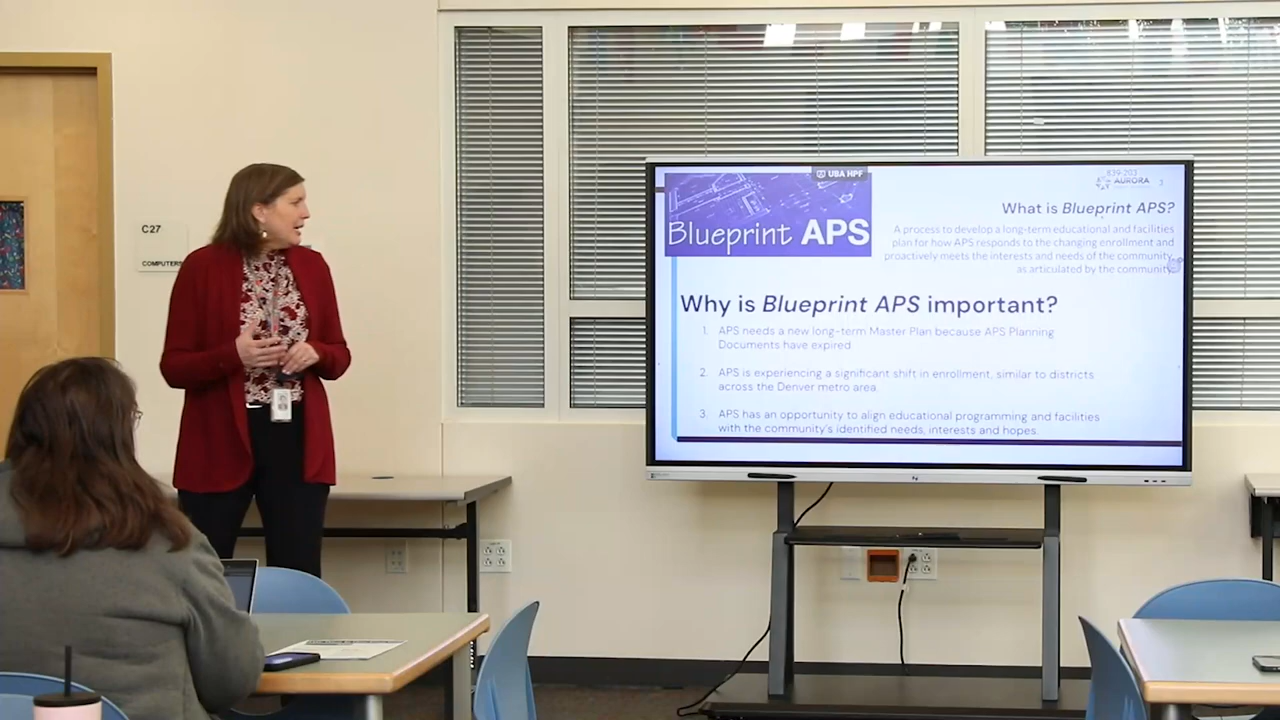 C27
COMPUTERS
UBA HPF
Blueprint APS
839-203
AURORA
3
What is Blueprint APS?
A process to develop a long-term educational and facilities
plan for how APS responds to the changing enrollment and
proactively meets the interests and needs of the community,
as articulated by the community
Why is Blueprint APS important?
1. APS needs a new long-term Master Plan because APS Planning
Documents have expired
2. APS is experiencing a significant shift in enrollment, similar to districts
across the Denver metro area.
3. APS has an opportunity to align educational programming and facilities
with the community's identified needs, interests and hopes.